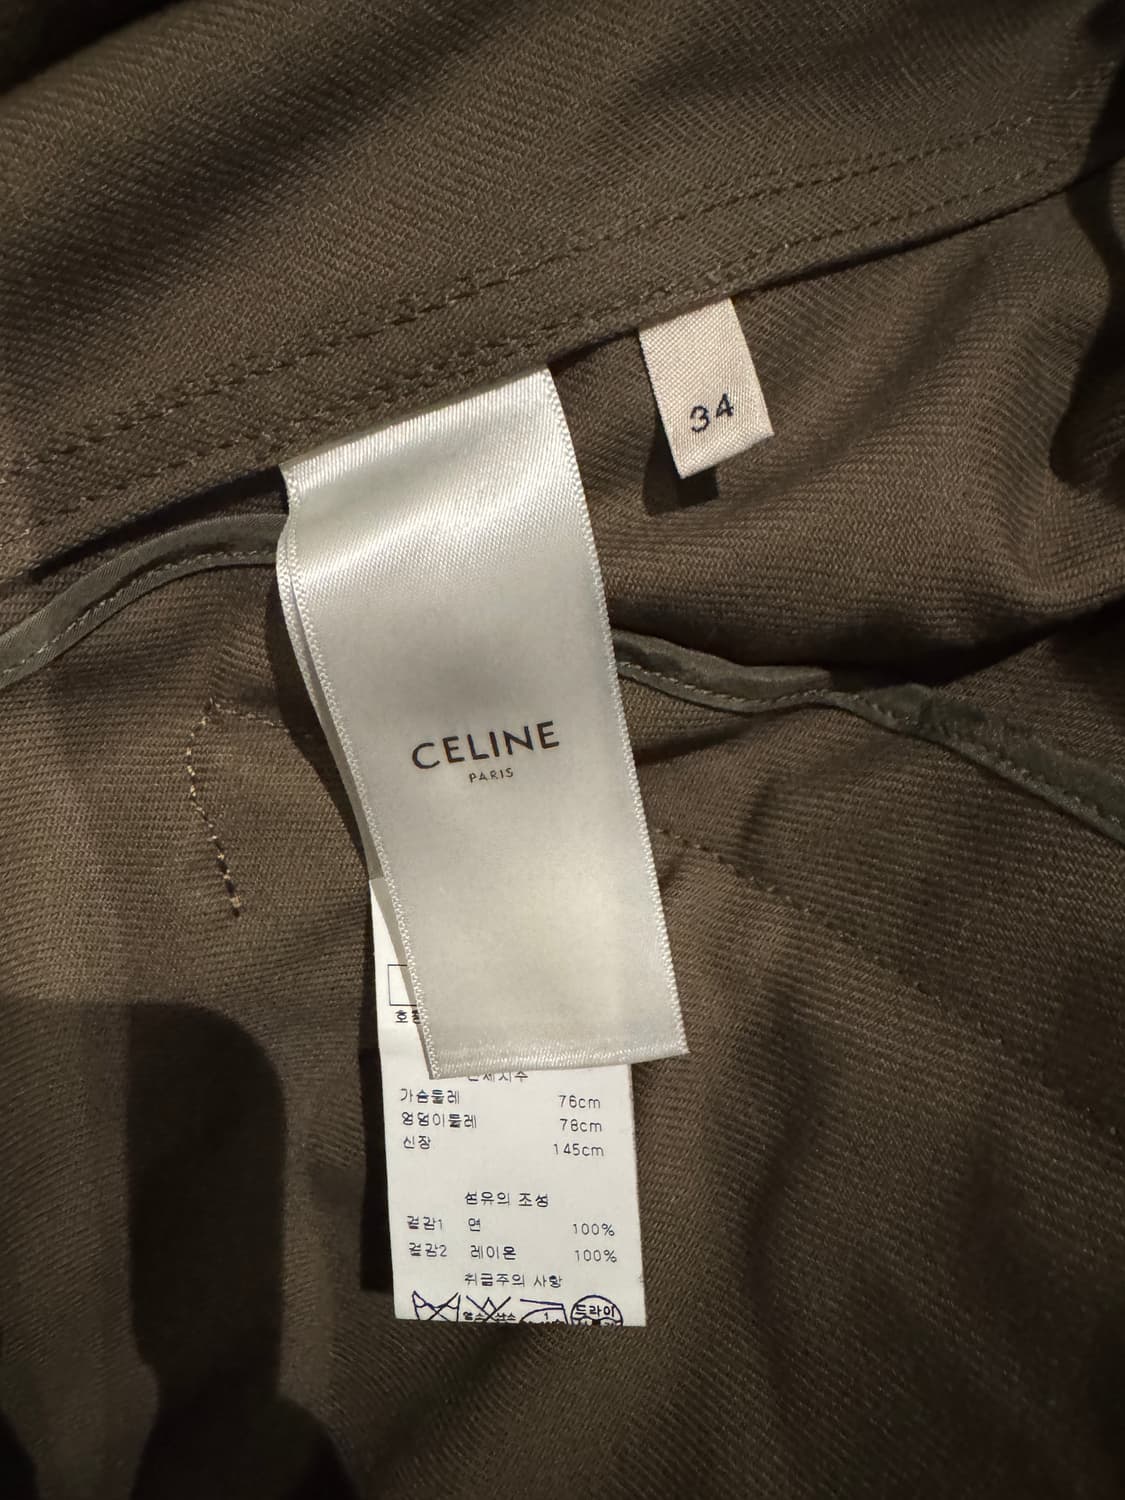 34
CELINE
PARIS
가슴둘레 76cm
엉덩이둘레 78cm
신장 145cm
섬유의 조성
겉감1 면 100%
겉감2 레이온 100%
취급주의 사항
드라이